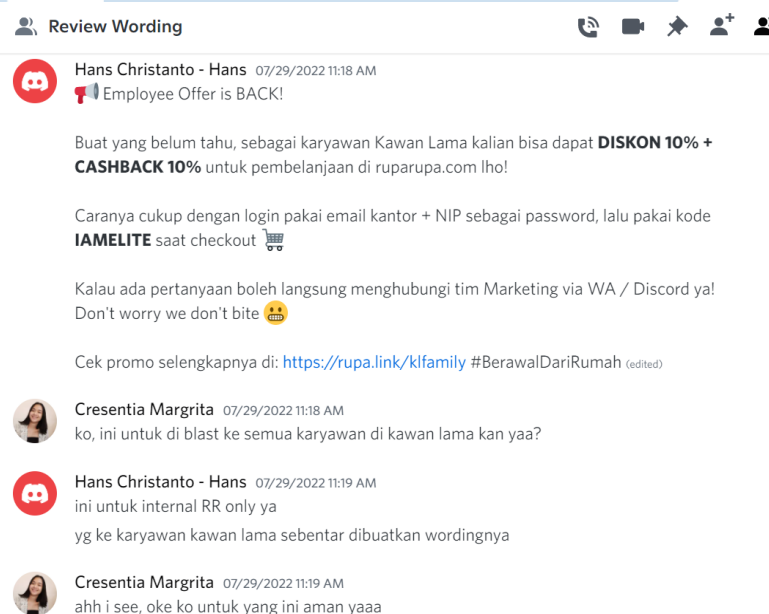 Review Wording
Hans Christanto - Hans 07/29/2022 11:18 AM
Employee Offer is BACK!
Buat yang belum tahu, sebagai karyawan Kawan Lama kalian bisa dapat DISKON 10% +
CASHBACK 10% untuk pembelanjaan di ruparupa.com lho!
Caranya cukup dengan login pakai email kantor + NIP sebagai password, lalu pakai kode
IAMELITE saat checkout
Kalau ada pertanyaan boleh langsung menghubungi tim Marketing via WA / Discord ya!
Don't worry we don't bite
Cek promo selengkapnya di: https://rupa.link/klfamily #BerawalDariRumah (edited)
Cresentia Margrita 07/29/2022 11:18 AM
ko, ini untuk di blast ke semua karyawan di kawan lama kan yaa?
Hans Christanto - Hans 07/29/2022 11:19 AM
ini untuk internal RR only ya
yg ke karyawan kawan lama sebentar dibuatkan wordingnya
Cresentia Margrita 07/29/2022 11:19 AM
ahh i see, oke ko untuk yang ini aman yaaa